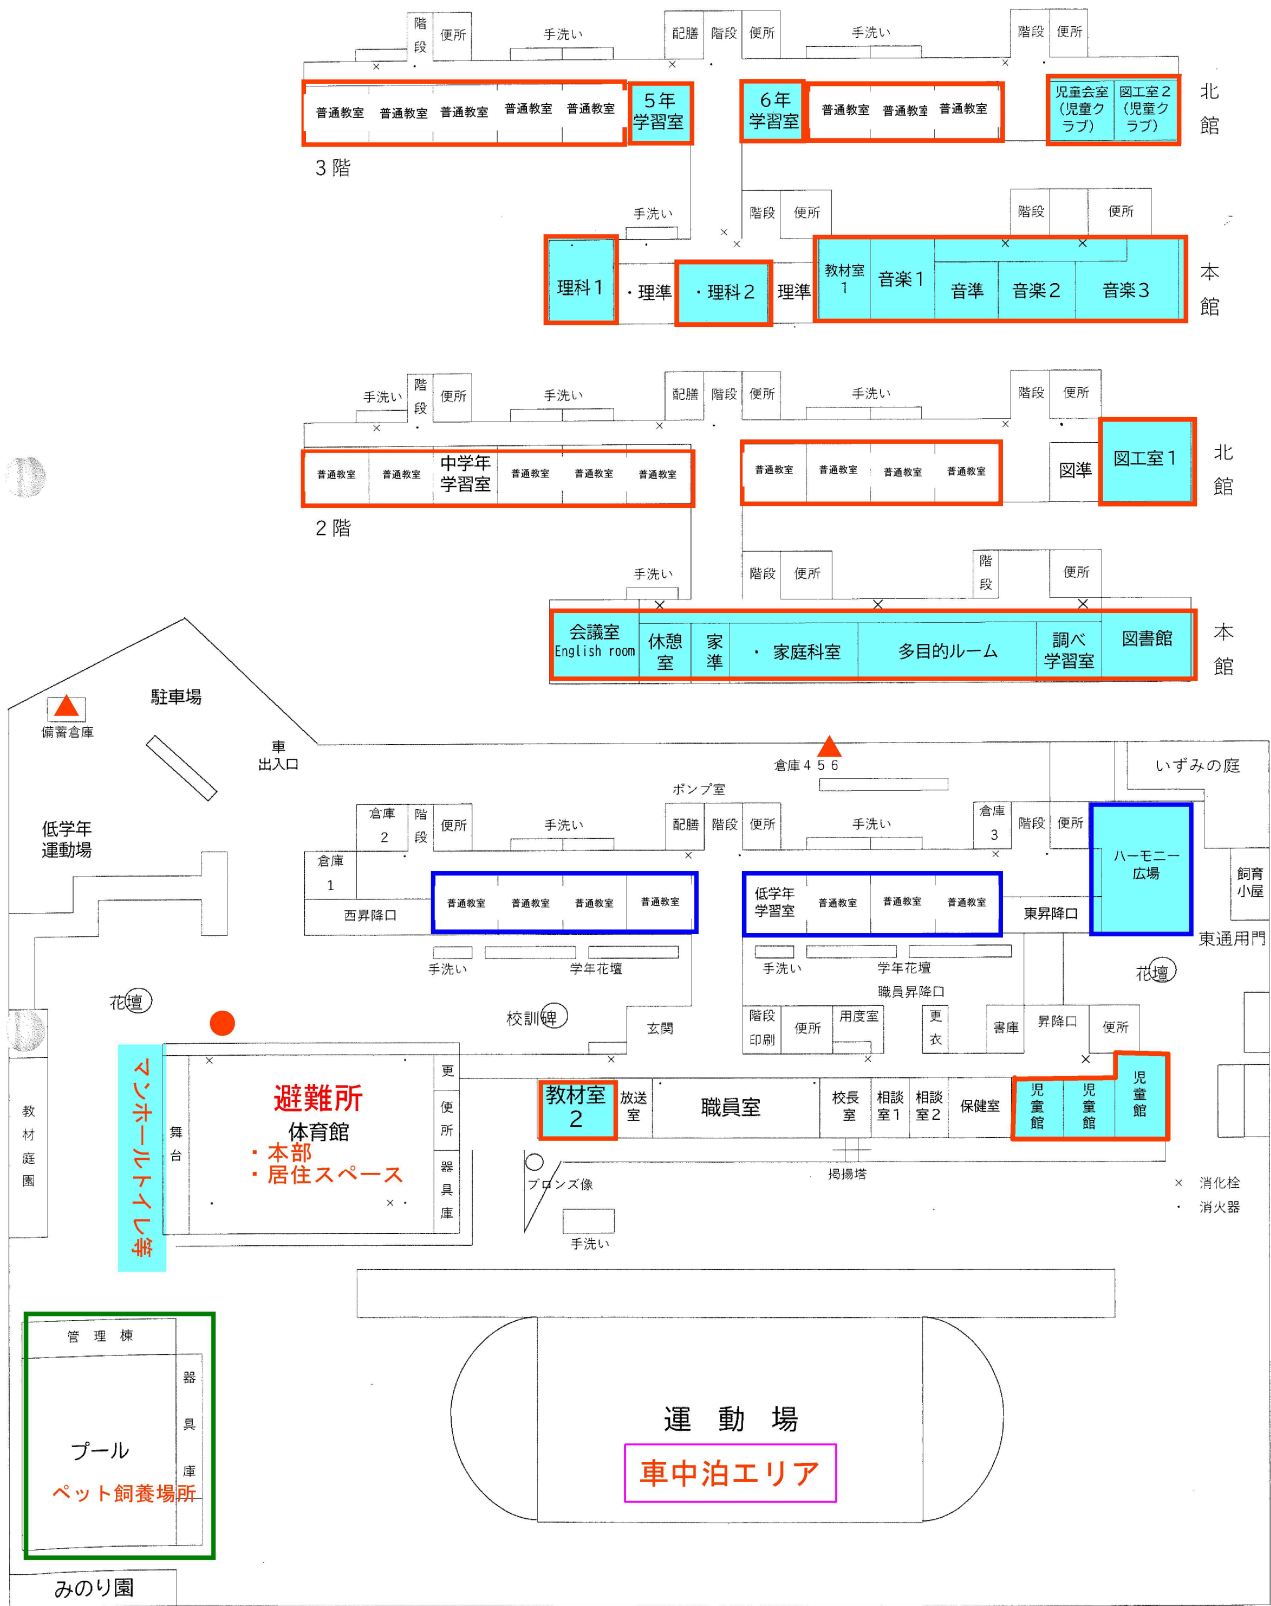 階段
便所
手洗い
配膳
階段
便所
手洗い
階段
便所
普通教室
普通教室
普通教室
普通教室
普通教室
5年
学習室
6年
学習室
普通教室
普通教室
普通教室
児童会室
(児童ク
ラブ)
図工室2
(児童ク
ラブ)
北館
3階
手洗い
階段
便所
階段
便所
理科1
・理準
・理科2
理準
教材室
1
音楽1
音準
音楽2
音楽3
本館
手洗い
階段
便所
手洗い
配膳
階段
便所
手洗い
階段
便所
普通教室
普通教室
中学年
学習室
普通教室
普通教室
普通教室
普通教室
普通教室
普通教室
普通教室
図準
図工室1
北館
2階
手洗い
階段
便所
階段
便所
会議室
English room
休憩
室
家準
・ 家庭科室
多目的ルーム
調べ
学習室
図書館
本館
備蓄倉庫
駐車場
車
出入口
倉庫4 5 6
いずみの庭
ポンプ室
低学年
運動場
倉庫
2
階段
便所
手洗い
配膳
階段
便所
手洗い
倉庫
3
階段
便所
ハーモニー
広場
飼育
小屋
倉庫
1
西昇降口
普通教室
普通教室
普通教室
普通教室
低学年
学習室
普通教室
普通教室
普通教室
東昇降口
東通用門
手洗い
学年花壇
手洗い
学年花壇
花壇
花壇
校訓碑
玄関
階段
印刷
便所
用度室
職員昇降口
更衣
書庫
昇降口
便所
マンホールトイレ等
舞台
避難所
体育館
・本部
・居住スペース
更
便所
器具庫
教材室
2
放送
室
職員室
校長
室
相談
室1
相談
室2
保健室
児童館
児童館
児童館
教材庭園
ブロンズ像
手洗い
掲揚塔
× 消化栓
・ 消火器
管理棟
器具庫
プール
ペット飼養場所
みのり園
運動場
車中泊エリア